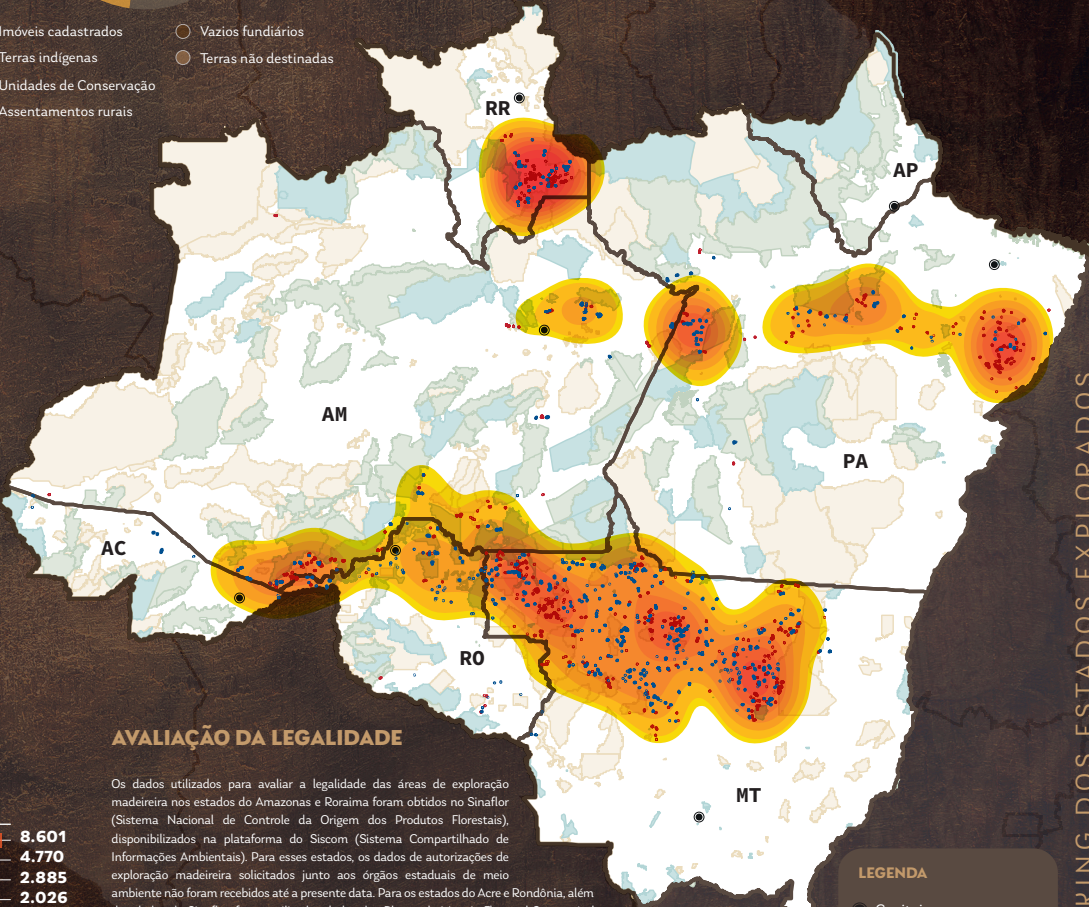 Imóveis cadastrados
Terras indígenas
Unidades de Conservação
Assentamentos rurais
Vazios fundiários
Terras não destinadas
RR
AP
AM
PA
AC
RO
MT
AVALIAÇÃO DA LEGALIDADE
Os dados utilizados para avaliar a legalidade das áreas de exploração
madeireira nos estados do Amazonas e Roraima foram obtidos no Sinaflor
(Sistema Nacional de Controle da Origem dos Produtos Florestais),
disponibilizados na plataforma do Siscom (Sistema Compartilhado de
Informações Ambientais). Para esses estados, os dados de autorizações de
exploração madeireira solicitados junto aos órgãos estaduais de meio
ambiente não foram recebidos até a presente data. Para os estados do Acre e Rondônia, além
8.601
4.770
2.885
2.026
LEGENDA
DOS ESTADOS EXPLORADOS